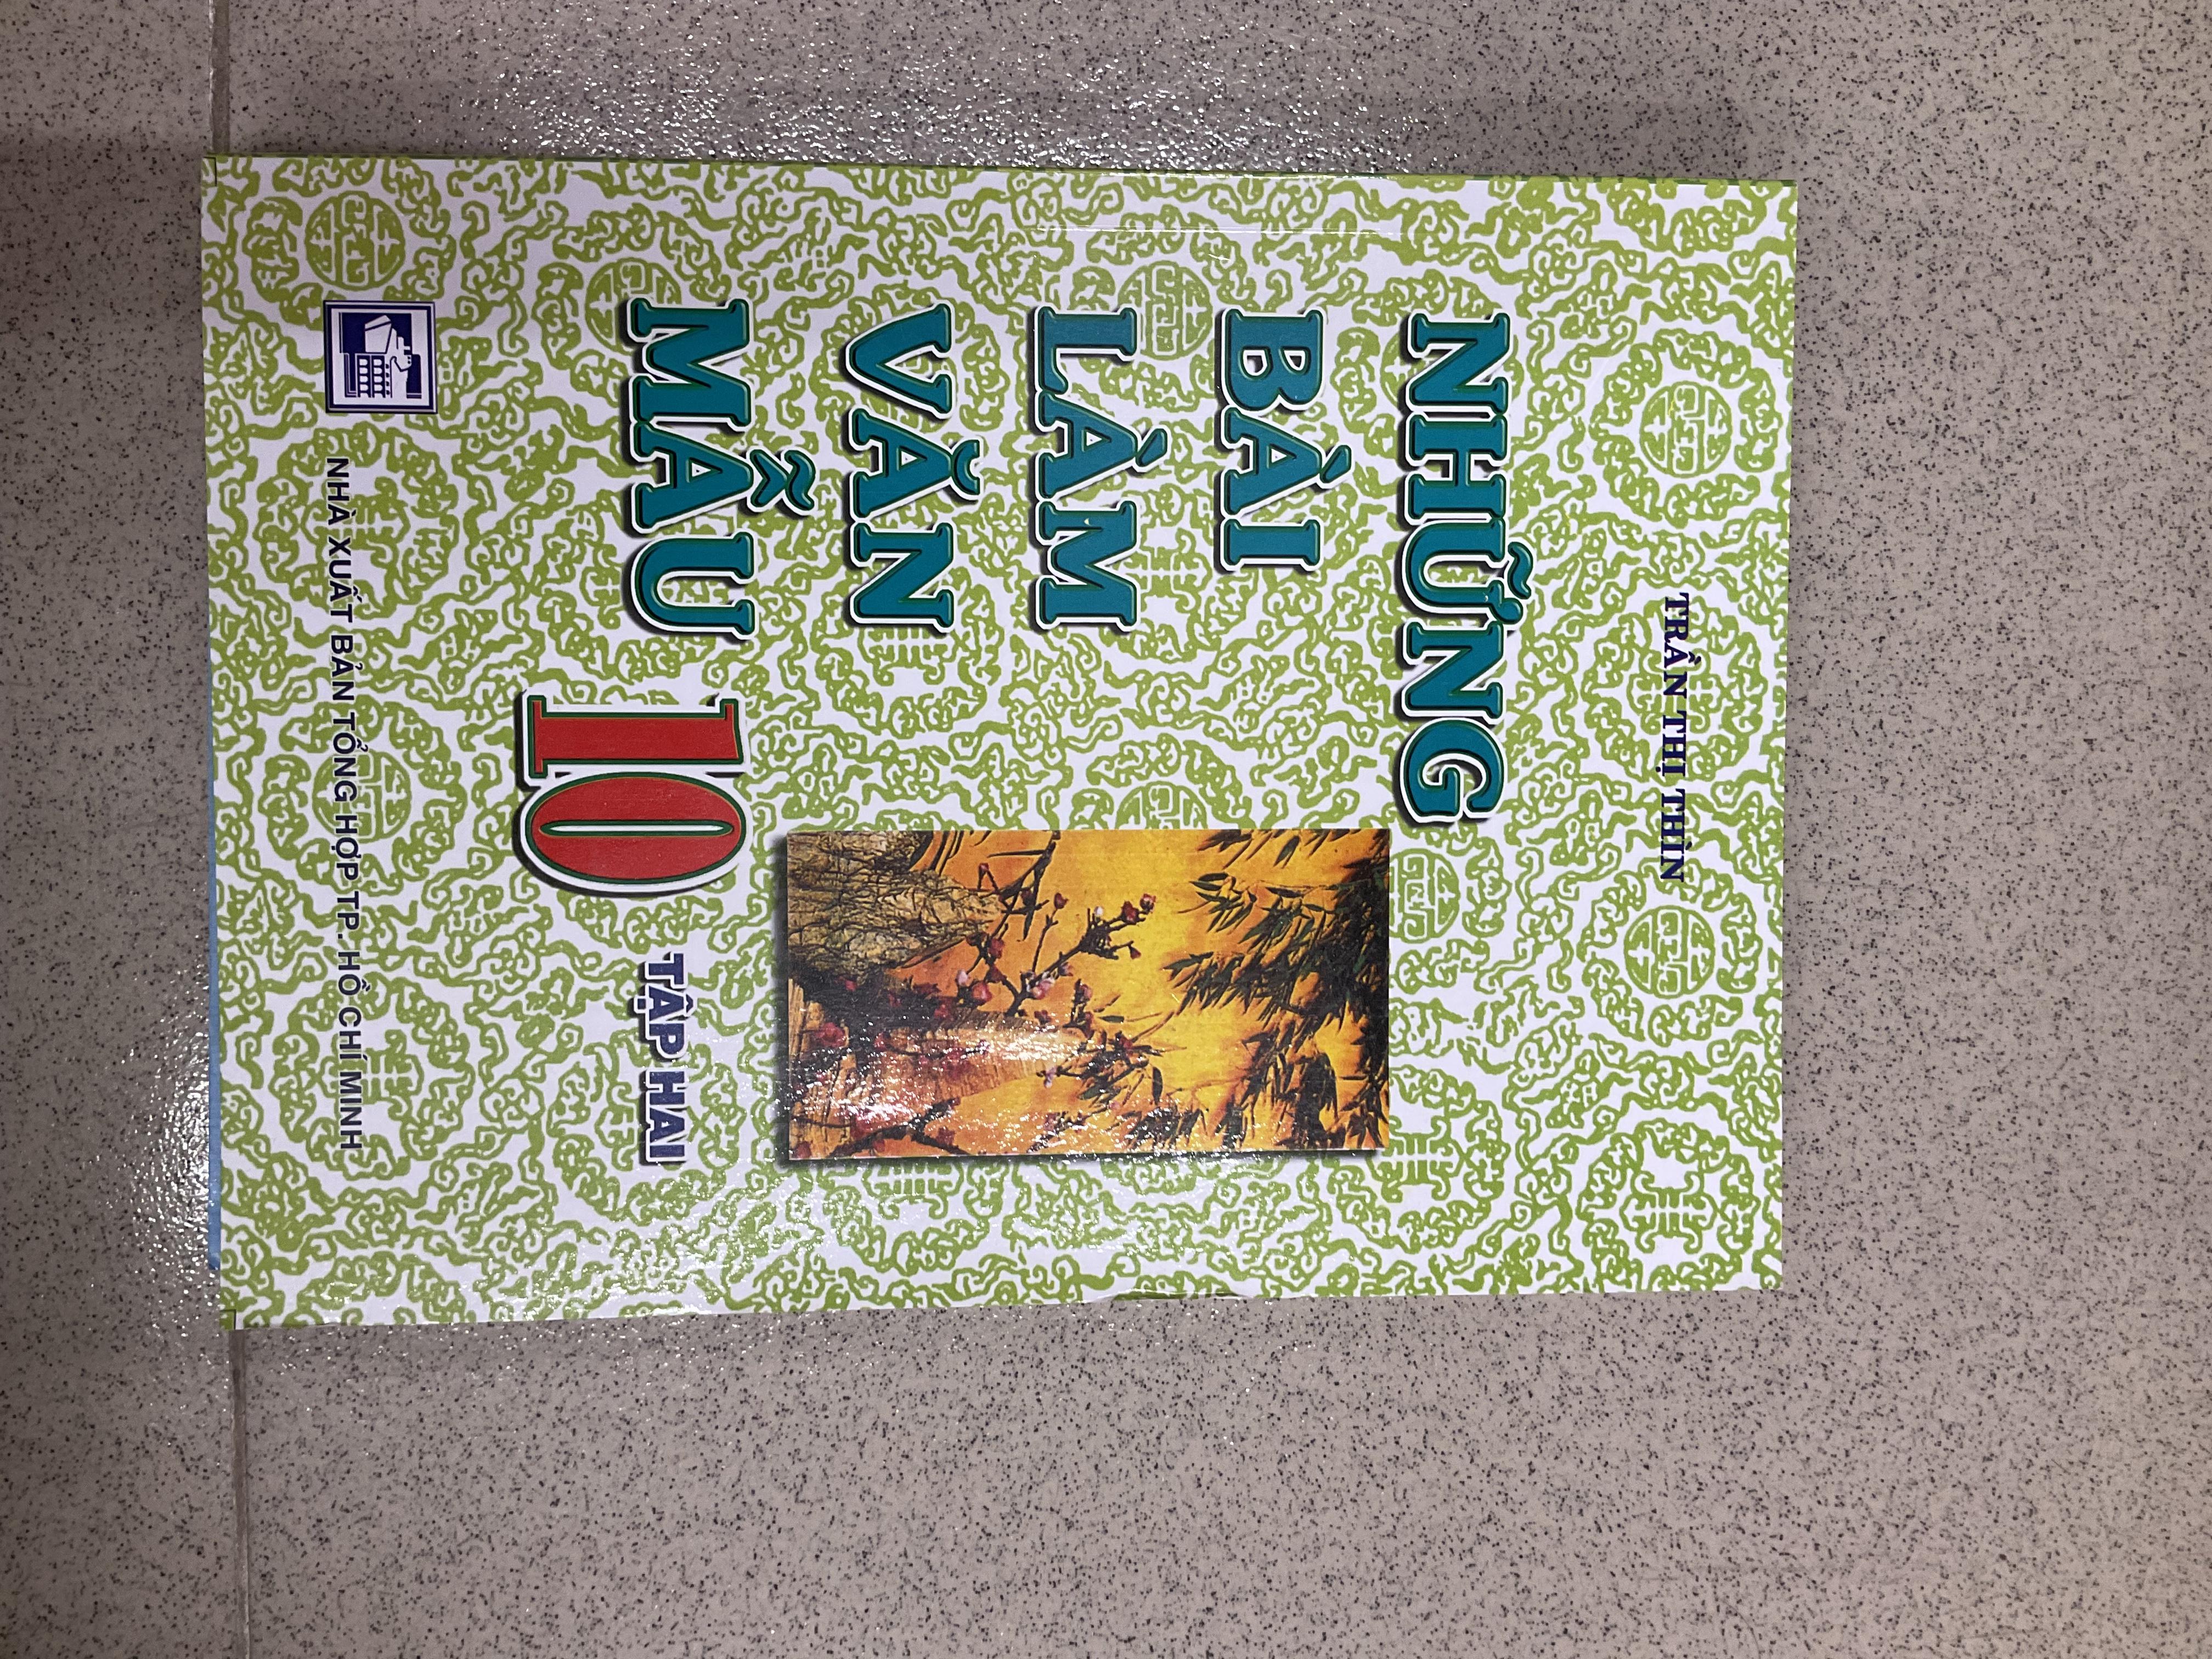 TRẦN THỊ THÌN
NHỮNG
BÀI
LÀM
VĂN
MẪU 10
TẬP HAI
NHÀ XUẤT BẢN TỔNG HỢP TP. HỒ CHÍ MINH